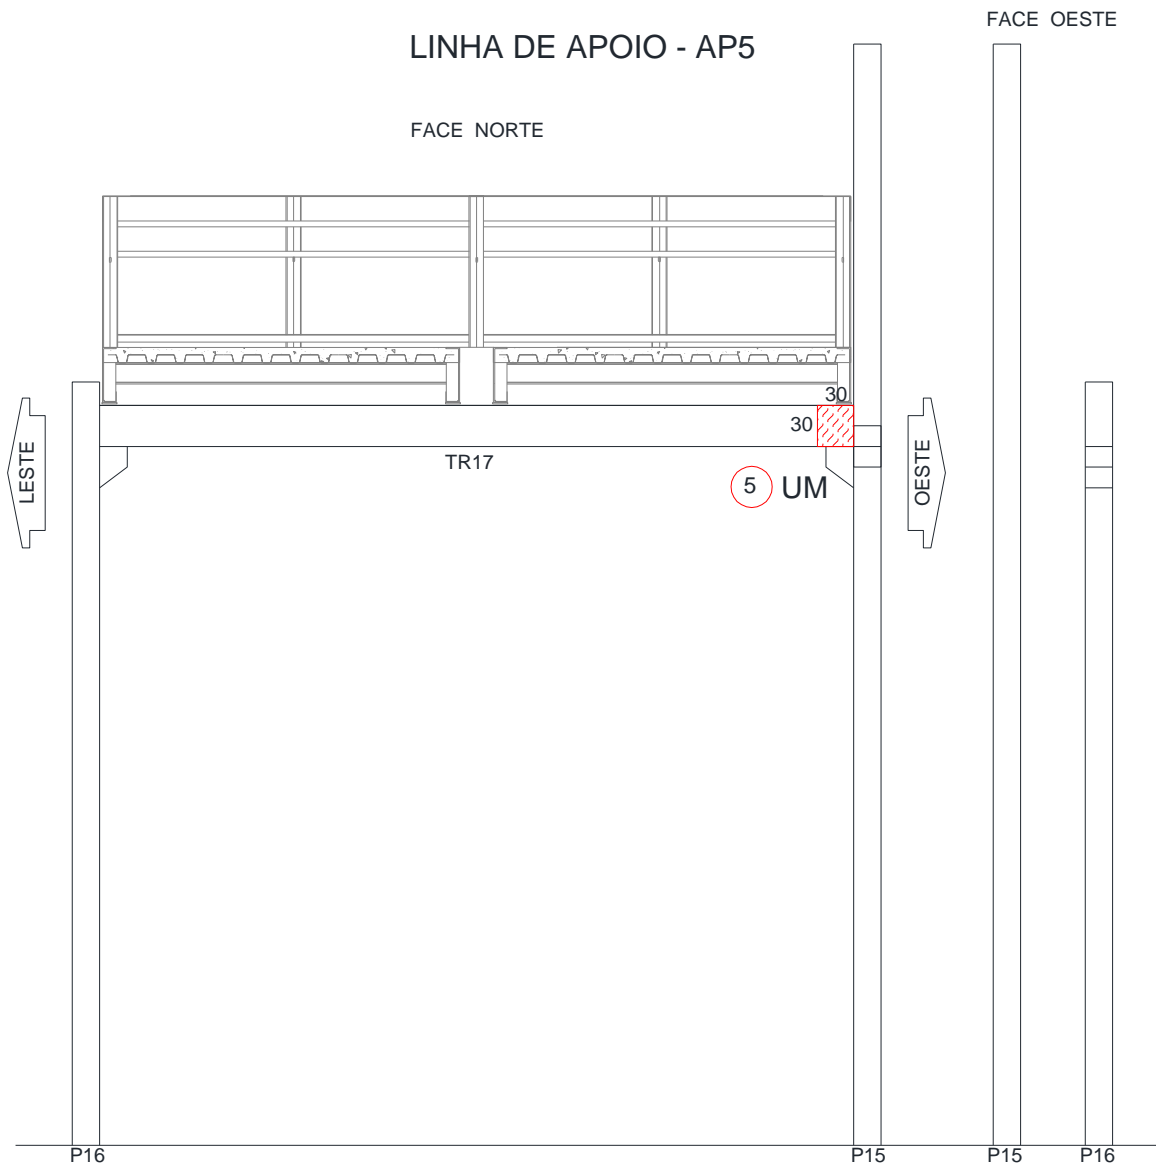 FACE OESTE
LINHA DE APOIO - AP5
FACE NORTE
30
30
LESTE
OESTE
TR17
5 UM
P16
P15
P15
P16